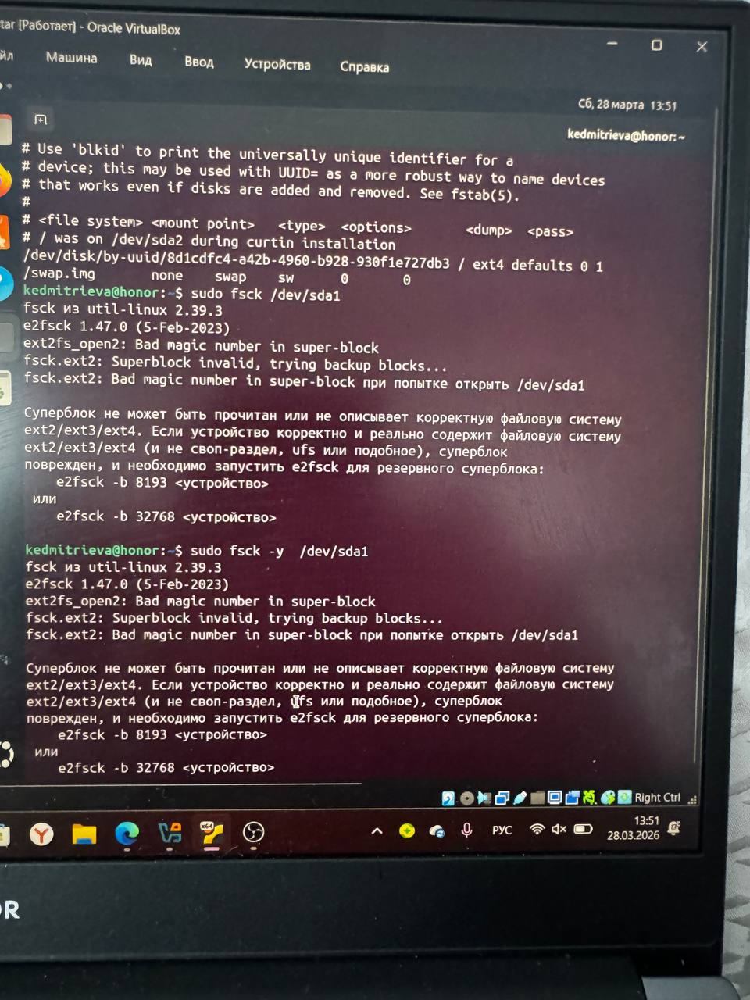 tar [Работает] - Oracle VirtualBox
йл Машина Вид Ввод Устройства Справка
Сб, 28 марта 13:51
kedmitrieva@honor: ~
# Use 'blkid' to print the universally unique identifier for a
# device; this may be used with UUID= as a more robust way to name devices
# that works even if disks are added and removed. See fstab(5).
#
# <file system> <mount point>   <type>  <options>       <dump>  <pass>
# / was on /dev/sda2 during curtin installation
/dev/disk/by-uuid/8d1cdfc4-a42b-4960-b928-930f1e727db3 / ext4 defaults 0 1
/swap.img       none    swap    sw      0       0
kedmitrieva@honor:~$ sudo fsck /dev/sda1
fsck из util-linux 2.39.3
e2fsck 1.47.0 (5-Feb-2023)
ext2fs_open2: Bad magic number in super-block
fsck.ext2: Superblock invalid, trying backup blocks...
fsck.ext2: Bad magic number in super-block при попытке открыть /dev/sda1
Суперблок не может быть прочитан или не описывает корректную файловую систему
ext2/ext3/ext4. Если устройство корректно и реально содержит файловую систему
ext2/ext3/ext4 (и не своп-раздел, ufs или подобное), суперблок
поврежден, и необходимо запустить e2fsck для резервного суперблока:
    e2fsck -b 8193 <устройство>
 или
    e2fsck -b 32768 <устройство>
kedmitrieva@honor:~$ sudo fsck -y  /dev/sda1
fsck из util-linux 2.39.3
e2fsck 1.47.0 (5-Feb-2023)
ext2fs_open2: Bad magic number in super-block
fsck.ext2: Superblock invalid, trying backup blocks...
fsck.ext2: Bad magic number in super-block при попытке открыть /dev/sda1
Суперблок не может быть прочитан или не описывает корректную файловую систему
ext2/ext3/ext4. Если устройство корректно и реально содержит файловую систему
ext2/ext3/ext4 (и не своп-раздел, ufs или подобное), суперблок
поврежден, и необходимо запустить e2fsck для резервного суперблока:
    e2fsck -b 8193 <устройство>
 или
    e2fsck -b 32768 <устройство>
Right Ctrl
x64
РУС
13:51
28.03.2026
OR